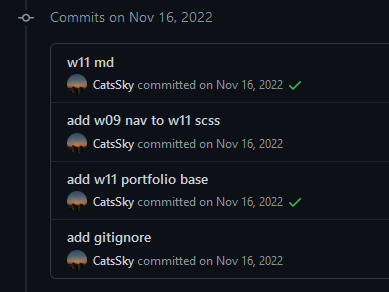 Commits on Nov 16, 2022
w11 md
CatsSky committed on Nov 16, 2022
add w09 nav to w11 scss
CatsSky committed on Nov 16, 2022
add w11 portfolio base
CatsSky committed on Nov 16, 2022
add gitignore
CatsSky committed on Nov 16, 2022